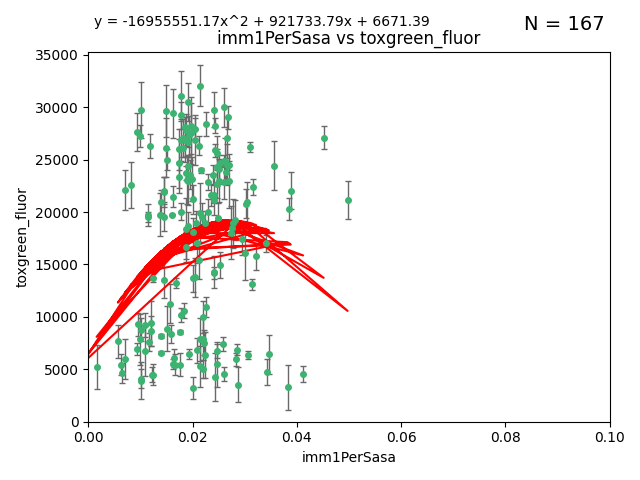 y = -16955551.17x^2 + 921733.79x + 6671.39
N = 167
imm1PerSasa vs toxgreen_fluor
35000
30000
25000
20000
15000
10000
5000
0
toxgreen_fluor
0.00 0.02 0.04 0.06 0.08 0.10
imm1PerSasa